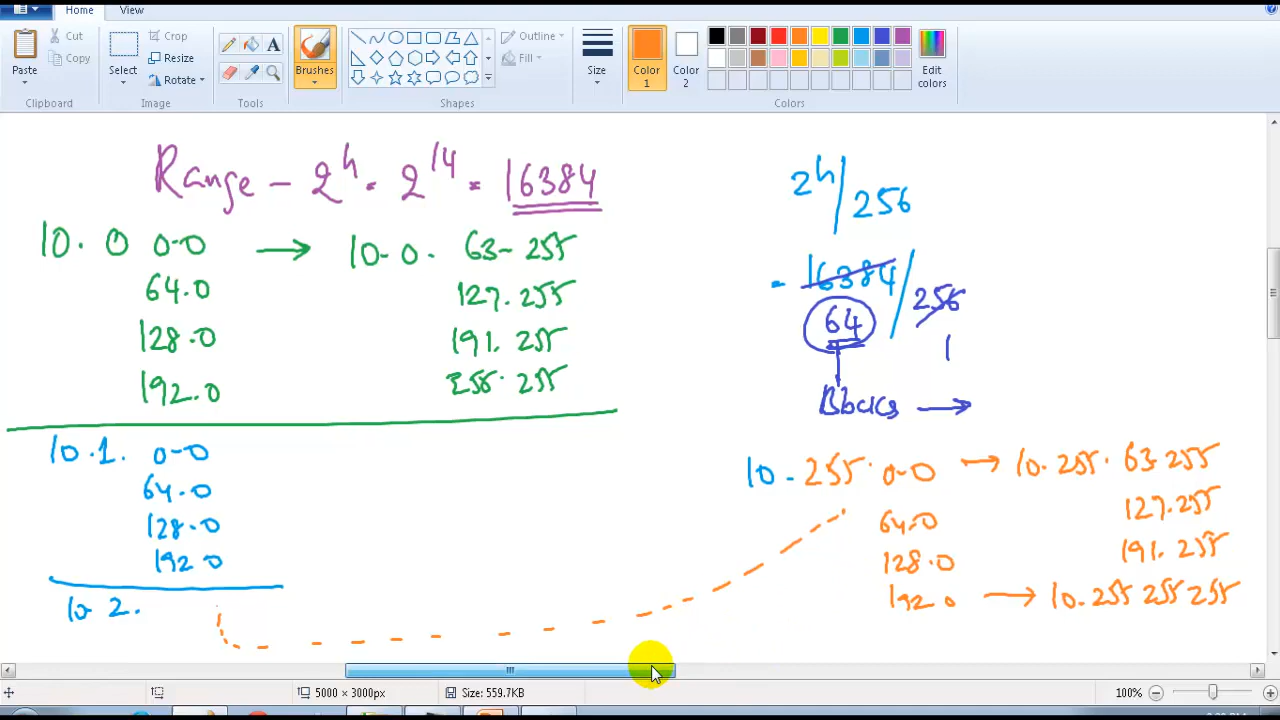 Home View
Paste Cut Copy Clipboard
Select Crop Resize Rotate Image
Tools
Brushes
Outline Fill Shapes
Size
Color 1 Color 2
Edit colors
Colors
Range - 2^h = 2^14 = 16384
10. 0 0-0 → 10-0. 63-255
64.0 127.255
128.0 191.255
192.0 255.255
10.1. 0-0
64.0
128.0
192.0
10.2.
2^h/256
= 16384/256
64 1
Blocks →
10.255.0-0 → 10.255.63.255
64.0 127.255
128.0 191.255
192.0 → 10.255 255 255
5000 × 3000px Size: 559.7KB 100%